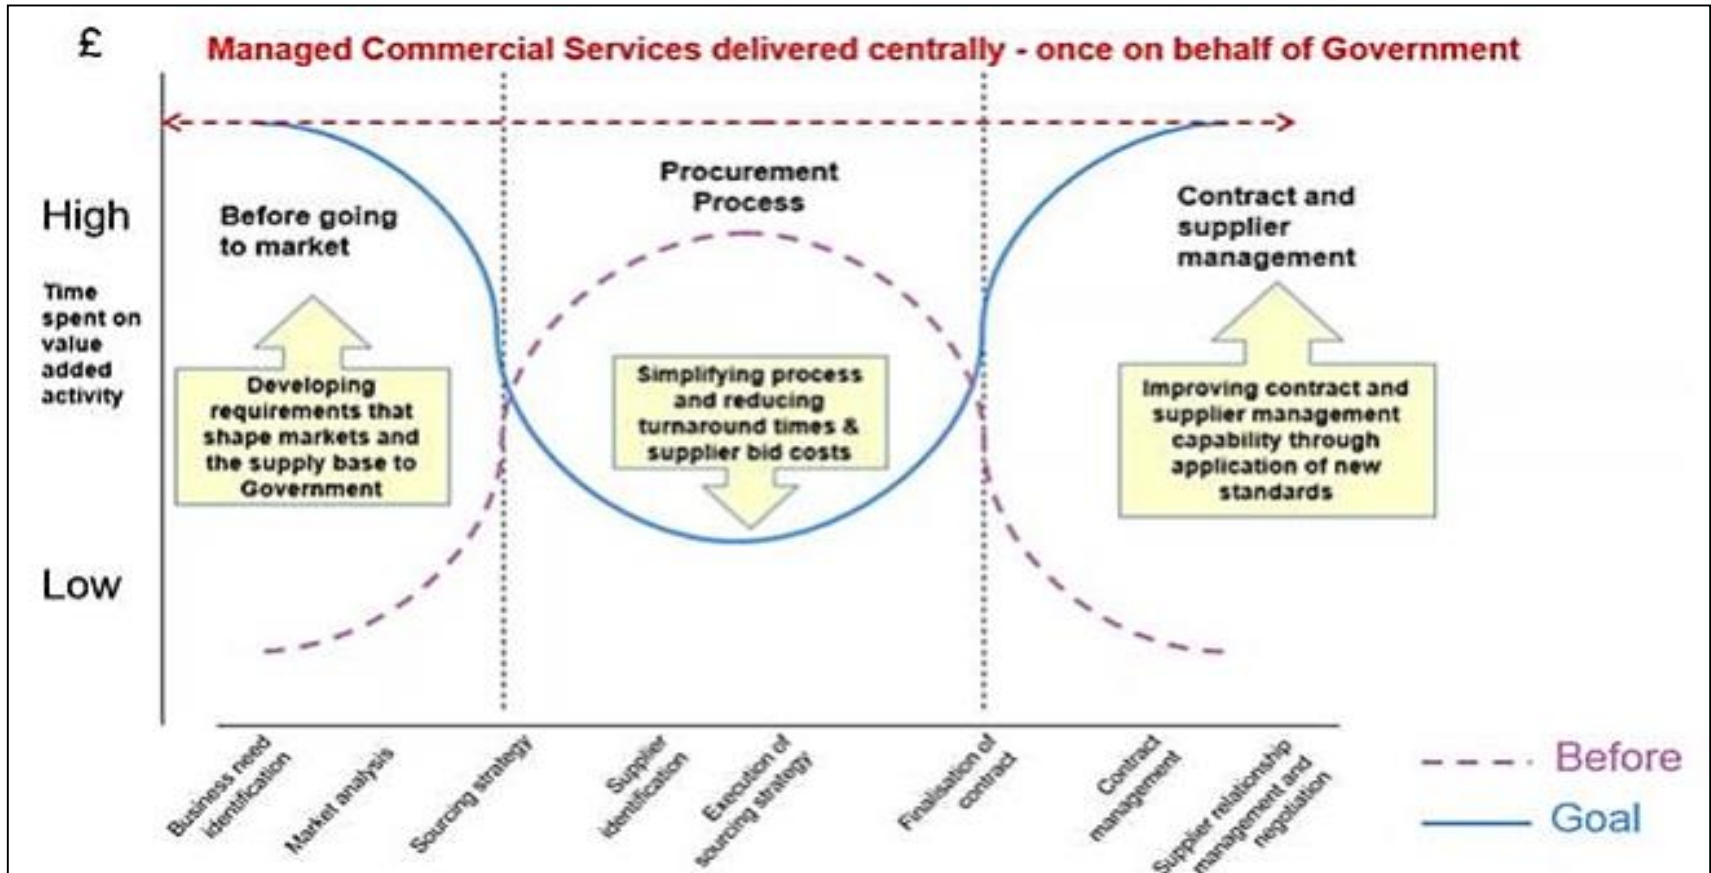 £
Managed Commercial Services delivered centrally - once on behalf of Government
High
Time
spent on
value
added
activity
Low
Before going
to market
Developing
requirements that
shape markets and
the supply base to
Government
Procurement
Process
Simplifying process
and reducing
turnaround times &
supplier bid costs
Contract and
supplier
management
Improving contract and
supplier management
capability through
application of new
standards
Business need
identification
Market analysis
Sourcing strategy
Supplier
identification
Execution of
sourcing strategy
Finalisation of
contract
Contract
management
Supplier relationship
management and
negotiation
Before
Goal